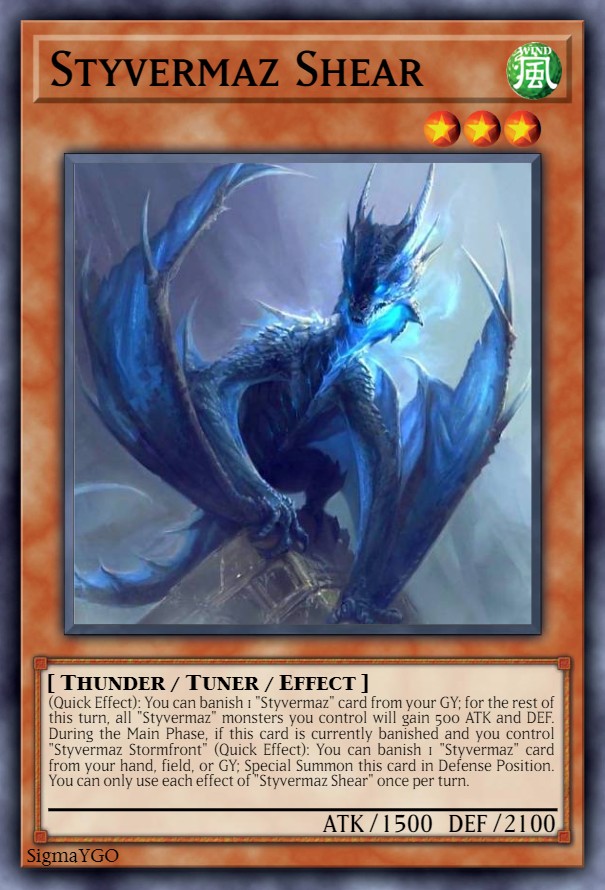 Styvermaz Shear
WIND
風
[ Thunder / Tuner / Effect ]
(Quick Effect): You can banish 1 "Styvermaz" card from your GY; for the rest of
this turn, all "Styvermaz" monsters you control will gain 500 ATK and DEF.
During the Main Phase, if this card is currently banished and you control
"Styvermaz Stormfront" (Quick Effect): You can banish 1 "Styvermaz" card
from your hand, field, or GY; Special Summon this card in Defense Position.
You can only use each effect of "Styvermaz Shear" once per turn.
ATK/1500 DEF/2100
SigmaYGO